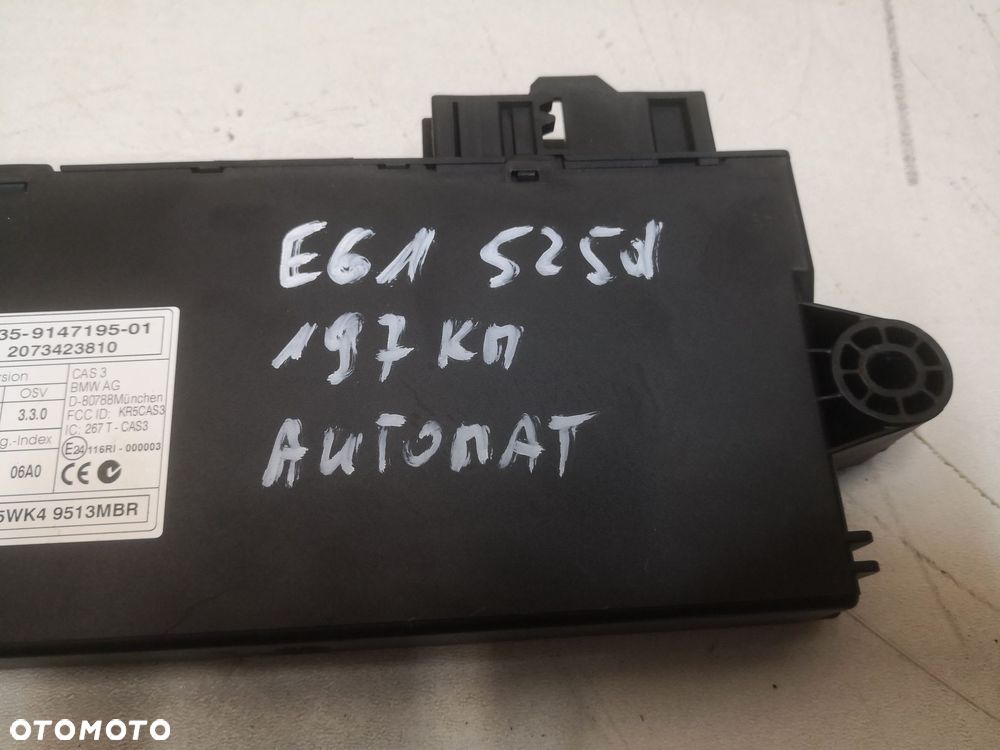 E61 525d
197 KM
AUTOMAT
35-9147195-01
2073423810
ersion
OSV
3.3.0
g.-Index
06A0
CAS 3
BMW AG
D-80788München
FCC ID: KR5CAS3
IC: 267 T - CAS3
E24 116RI - 000003
CE
5WK4 9513MBR
OTOMOTO